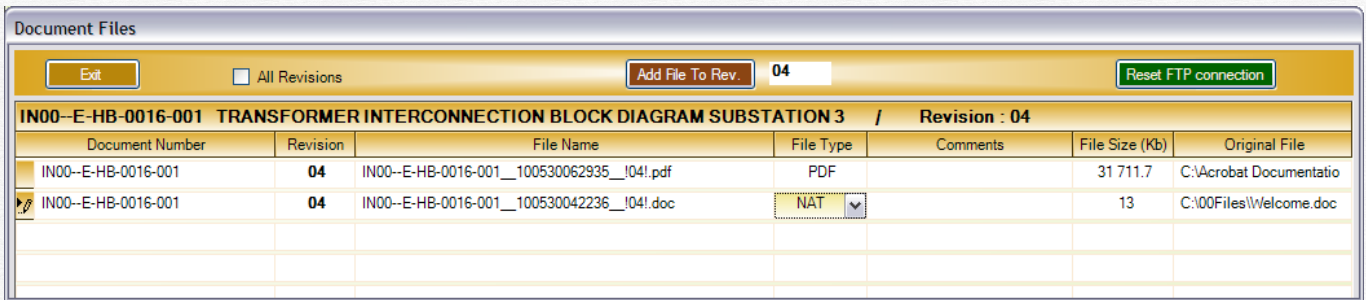 Document Files
Exit All Revisions Add File To Rev. 04 Reset FTP connection
IN00--E-HB-0016-001 TRANSFORMER INTERCONNECTION BLOCK DIAGRAM SUBSTATION 3 / Revision : 04
Document Number Revision File Name File Type Comments File Size (Kb) Original File
IN00--E-HB-0016-001 04 IN00--E-HB-0016-001__100530062935__!04!.pdf PDF 31 711.7 C:\Acrobat Documentatio
IN00--E-HB-0016-001 04 IN00--E-HB-0016-001__100530042236__!04!.doc NAT 13 C:\00Files\Welcome.doc